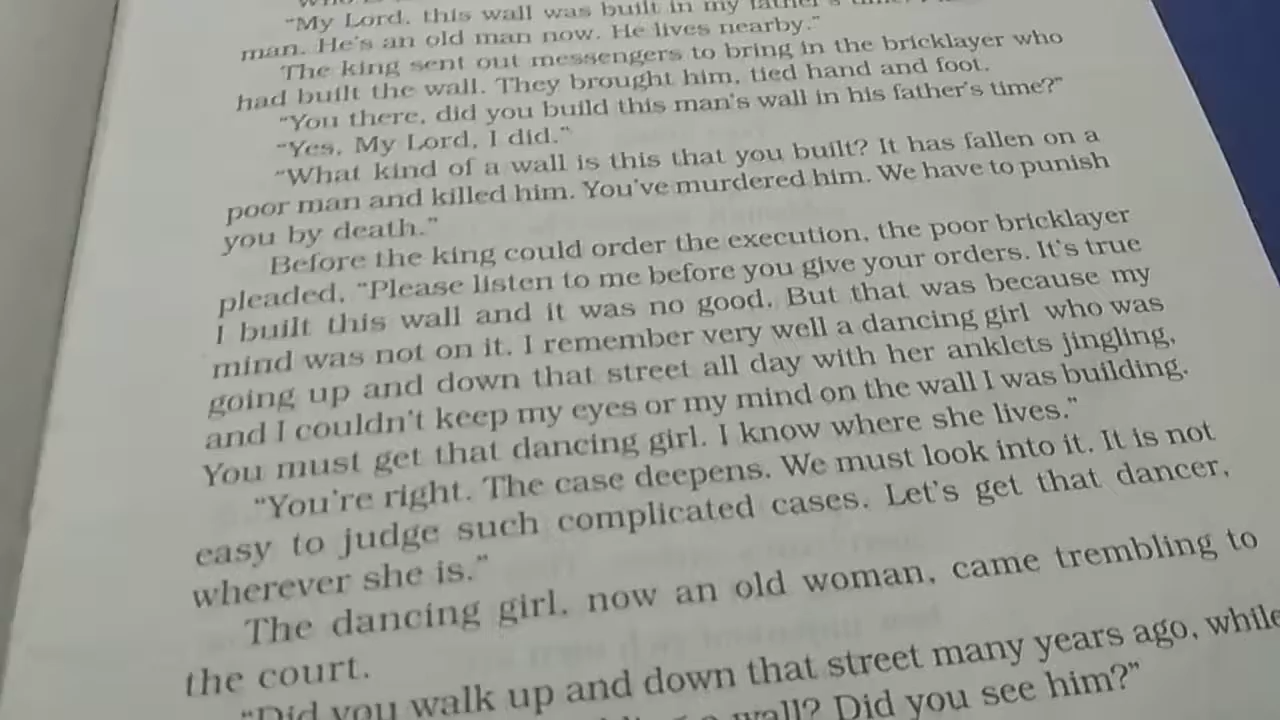 "My Lord, this wall was built in my father's time.
man. He's an old man now. He lives nearby."
The king sent out messengers to bring in the bricklayer who
had built the wall. They brought him, tied hand and foot.
"You there, did you build this man's wall in his father's time?"
"Yes, My Lord, I did."
"What kind of a wall is this that you built? It has fallen on a
poor man and killed him. You've murdered him. We have to punish
you by death."
Before the king could order the execution, the poor bricklayer
pleaded, "Please listen to me before you give your orders. It's true
I built this wall and it was no good. But that was because my
mind was not on it. I remember very well a dancing girl who was
going up and down that street all day with her anklets jingling,
and I couldn't keep my eyes or my mind on the wall I was building.
You must get that dancing girl. I know where she lives."
"You're right. The case deepens. We must look into it. It is not
easy to judge such complicated cases. Let's get that dancer,
wherever she is."
The dancing girl, now an old woman, came trembling to
the court.
"Did you walk up and down that street many years ago, while
wall? Did you see him?"